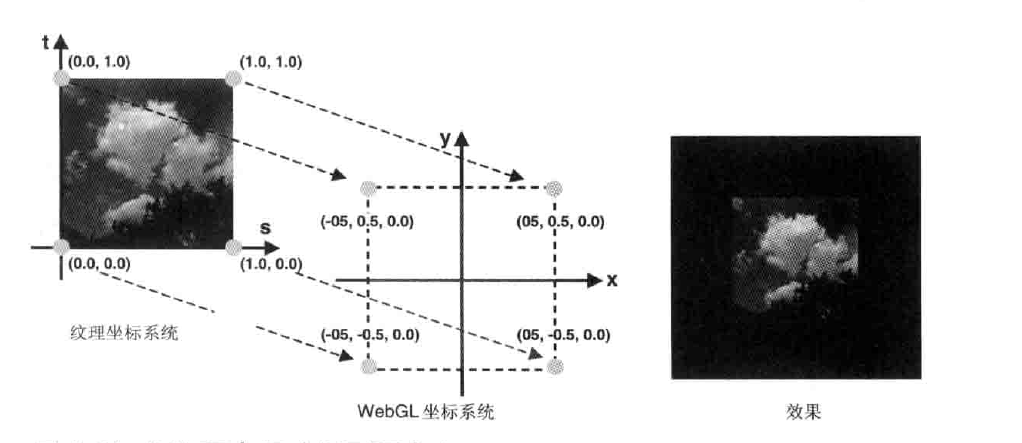 t
(0.0, 1.0)
(1.0, 1.0)
s
(0.0, 0.0)
(1.0, 0.0)
纹理坐标系统
y
(-05, 0.5, 0.0)
(05, 0.5, 0.0)
x
(-05, -0.5, 0.0)
(05, -0.5, 0.0)
WebGL 坐标系统
效果